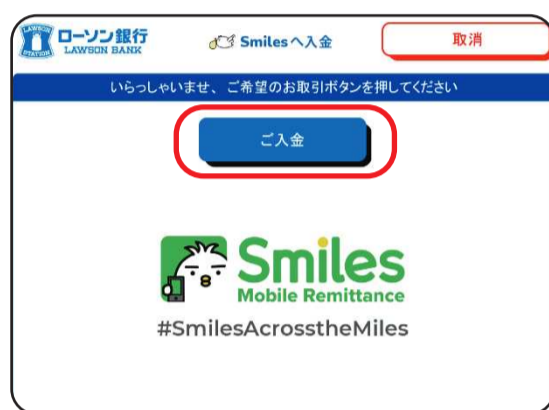 LAWSON
STATION
ローソン銀行
LAWSON BANK
Smilesへ入金
取消
いらっしゃいませ、ご希望のお取引ボタンを押してください
ご入金
Smiles
Mobile Remittance
#SmilesAcrosstheMiles